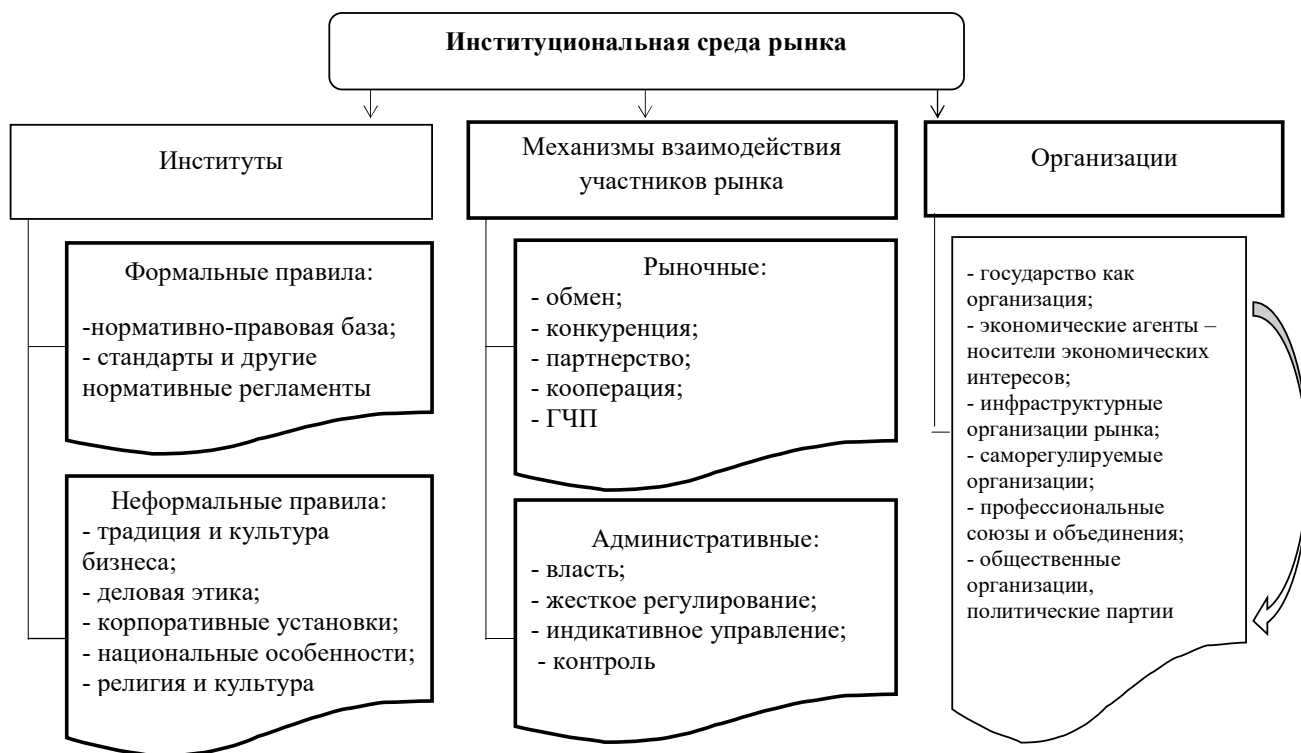 Институциональная среда рынка
Институты
Механизмы взаимодействия
участников рынка
Организации
Формальные правила:
-нормативно-правовая база;
- стандарты и другие
нормативные регламенты
Неформальные правила:
- традиция и культура
бизнеса;
- деловая этика;
- корпоративные установки;
- национальные особенности;
- религия и культура
Рыночные:
- обмен;
- конкуренция;
- партнерство;
- кооперация;
- ГЧП
Административные:
- власть;
- жесткое регулирование;
- индикативное управление;
- контроль
- государство как
организация;
- экономические агенты –
носители экономических
интересов;
- инфраструктурные
организации рынка;
- саморегулируемые
организации;
- профессиональные
союзы и объединения;
- общественные
организации,
политические партии